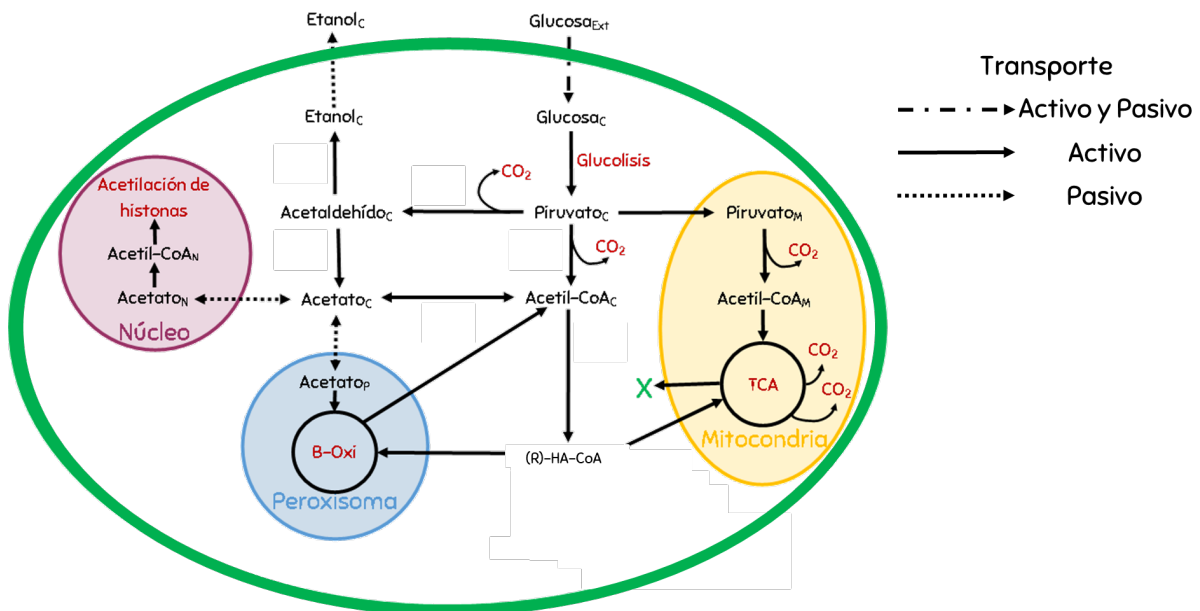 Etanol_C
Glucosa_Ext
Transporte
Activo y Pasivo
Activo
Pasivo
Etanol_C
Glucosa_C
Glucolisis
CO₂
Acetilación de
histonas
Acetaldehído_C
Piruvato_C
Piruvato_M
CO₂
CO₂
Acetil-CoA_N
Acetato_N
Núcleo
Acetato_C
Acetil-CoA_C
Acetil-CoA_M
CO₂
CO₂
TCA
X
Acetato_P
Mitocondria
B-Oxi
(R)-HA-CoA
Peroxisoma